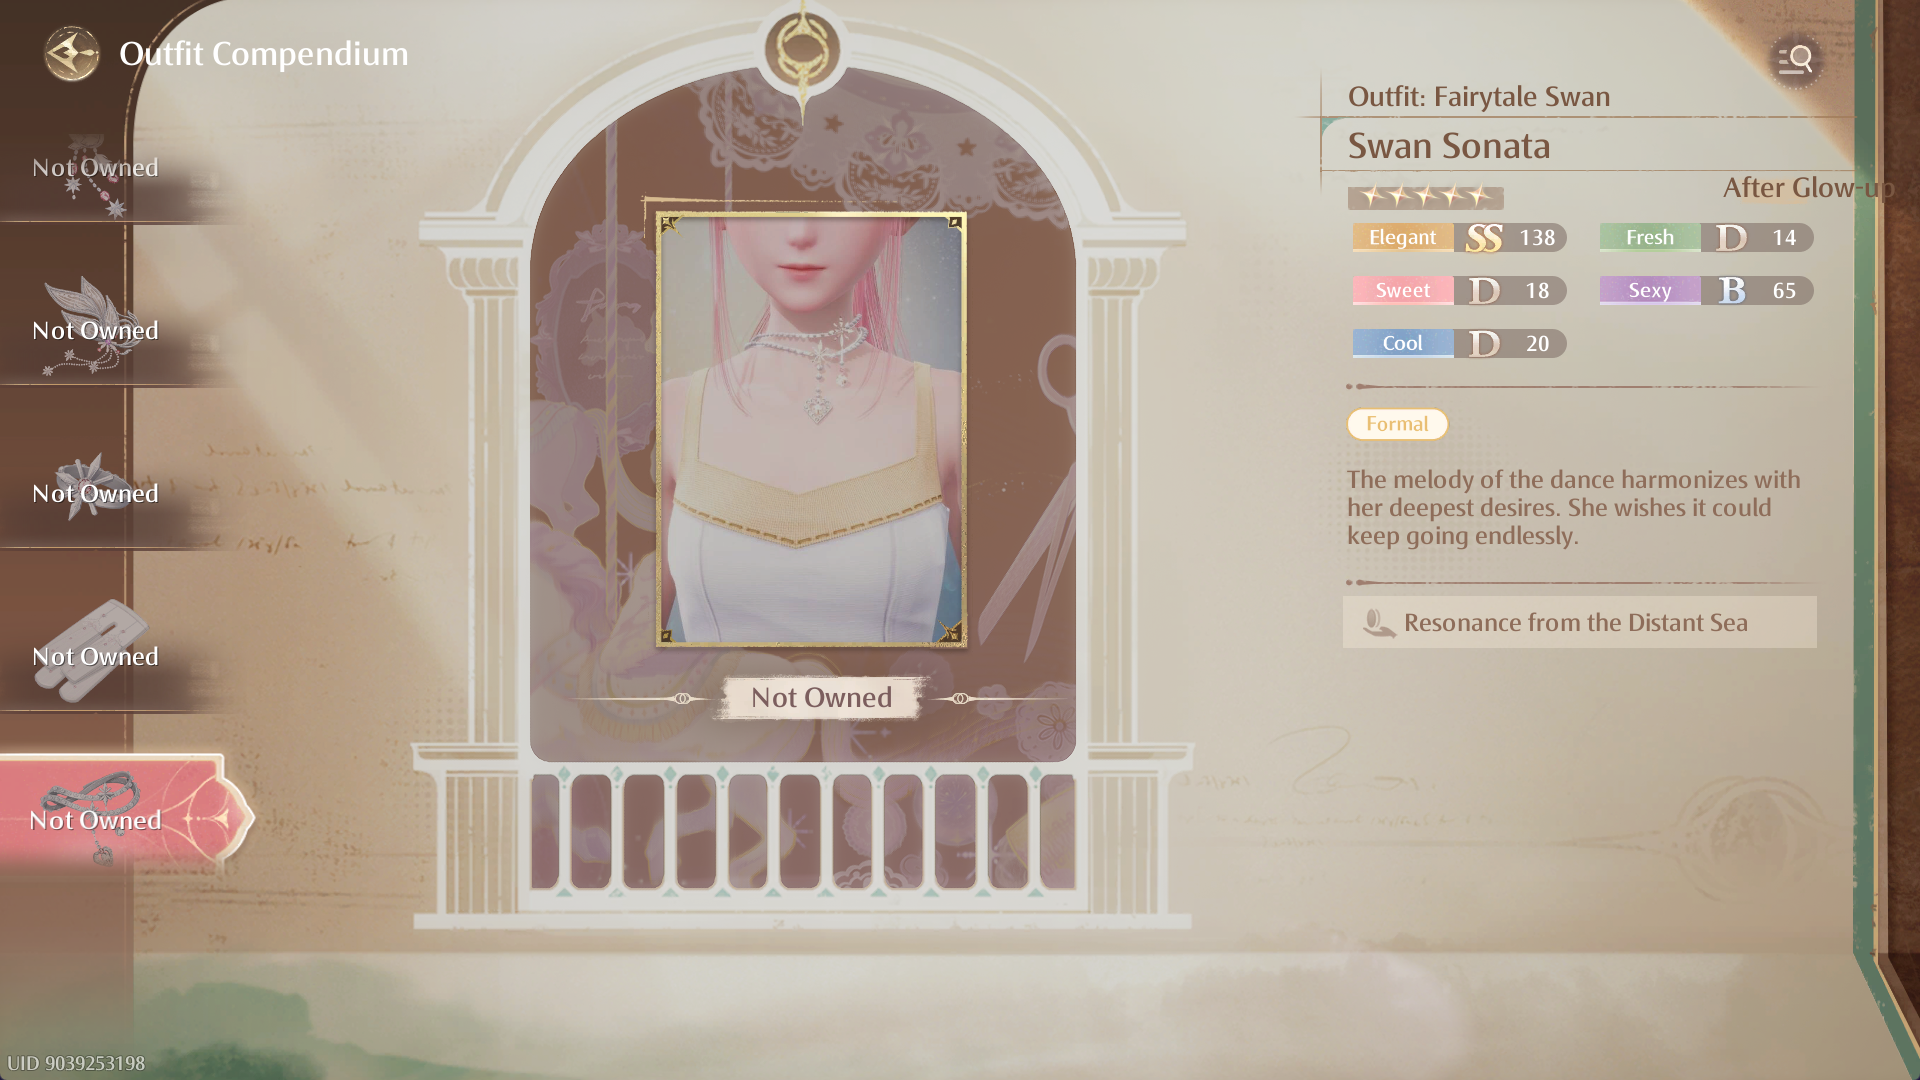 Outfit Compendium
Not Owned
Not Owned
Not Owned
Not Owned
Not Owned
Not Owned
Outfit: Fairytale Swan
Swan Sonata
After Glow-up
Elegant SS 138
Fresh D 14
Sweet D 18
Sexy B 65
Cool D 20
Formal
The melody of the dance harmonizes with
her deepest desires. She wishes it could
keep going endlessly.
Resonance from the Distant Sea
UID 9039253198